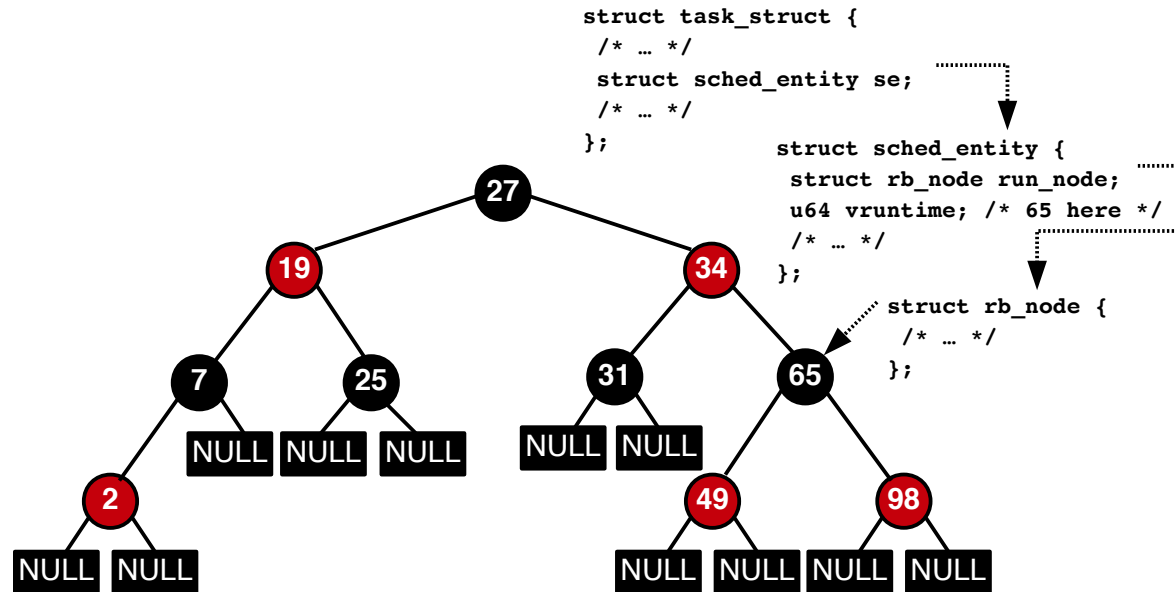 struct task_struct {
/* … */
struct sched_entity se;
/* … */
};
struct sched_entity {
struct rb_node run_node;
u64 vruntime; /* 65 here */
/* … */
};
struct rb_node {
/* … */
};
27
19
34
7
25
31
65
NULL
NULL
NULL
NULL
NULL
2
49
98
NULL
NULL
NULL
NULL
NULL
NULL